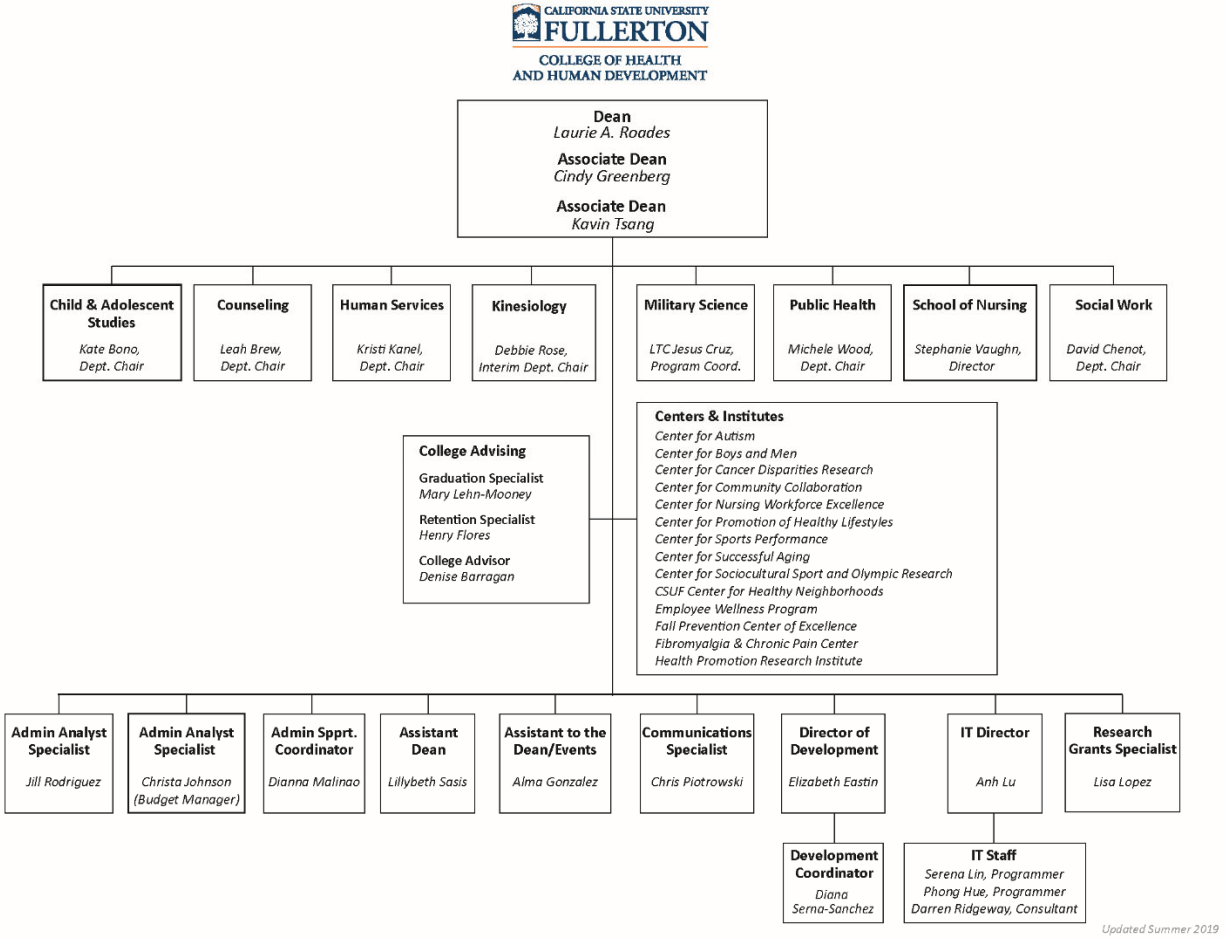 CALIFORNIA STATE UNIVERSITY
FULLERTON
COLLEGE OF HEALTH
AND HUMAN DEVELOPMENT
Dean
Laurie A. Roades
Associate Dean
Cindy Greenberg
Associate Dean
Kavin Tsang
Child & Adolescent
Studies
Kate Bono,
Dept. Chair
Counseling
Leah Brew,
Dept. Chair
Human Services
Kristi Kanel,
Dept. Chair
Kinesiology
Debbie Rose,
Interim Dept. Chair
Military Science
LTC Jesus Cruz,
Program Coord.
Public Health
Michele Wood,
Dept. Chair
School of Nursing
Stephanie Vaughn,
Director
Social Work
David Chenot,
Dept. Chair
College Advising
Graduation Specialist
Mary Lehn-Mooney
Retention Specialist
Henry Flores
College Advisor
Denise Barragan
Centers & Institutes
Center for Autism
Center for Boys and Men
Center for Cancer Disparities Research
Center for Community Collaboration
Center for Nursing Workforce Excellence
Center for Promotion of Healthy Lifestyles
Center for Sports Performance
Center for Successful Aging
Center for Sociocultural Sport and Olympic Research
CSUF Center for Healthy Neighborhoods
Employee Wellness Program
Fall Prevention Center of Excellence
Fibromyalgia & Chronic Pain Center
Health Promotion Research Institute
Admin Analyst
Specialist
Jill Rodriguez
Admin Analyst
Specialist
Christa Johnson
(Budget Manager)
Admin Spprt.
Coordinator
Dianna Malinao
Assistant
Dean
Lillybeth Sasis
Assistant to the
Dean/Events
Alma Gonzalez
Communications
Specialist
Chris Piotrowski
Director of
Development
Elizabeth Eastin
IT Director
Anh Lu
Research
Grants Specialist
Lisa Lopez
Development
Coordinator
Diana
Serna-Sanchez
IT Staff
Serena Lin, Programmer
Phong Hue, Programmer
Darren Ridgeway, Consultant
Updated Summer 2019